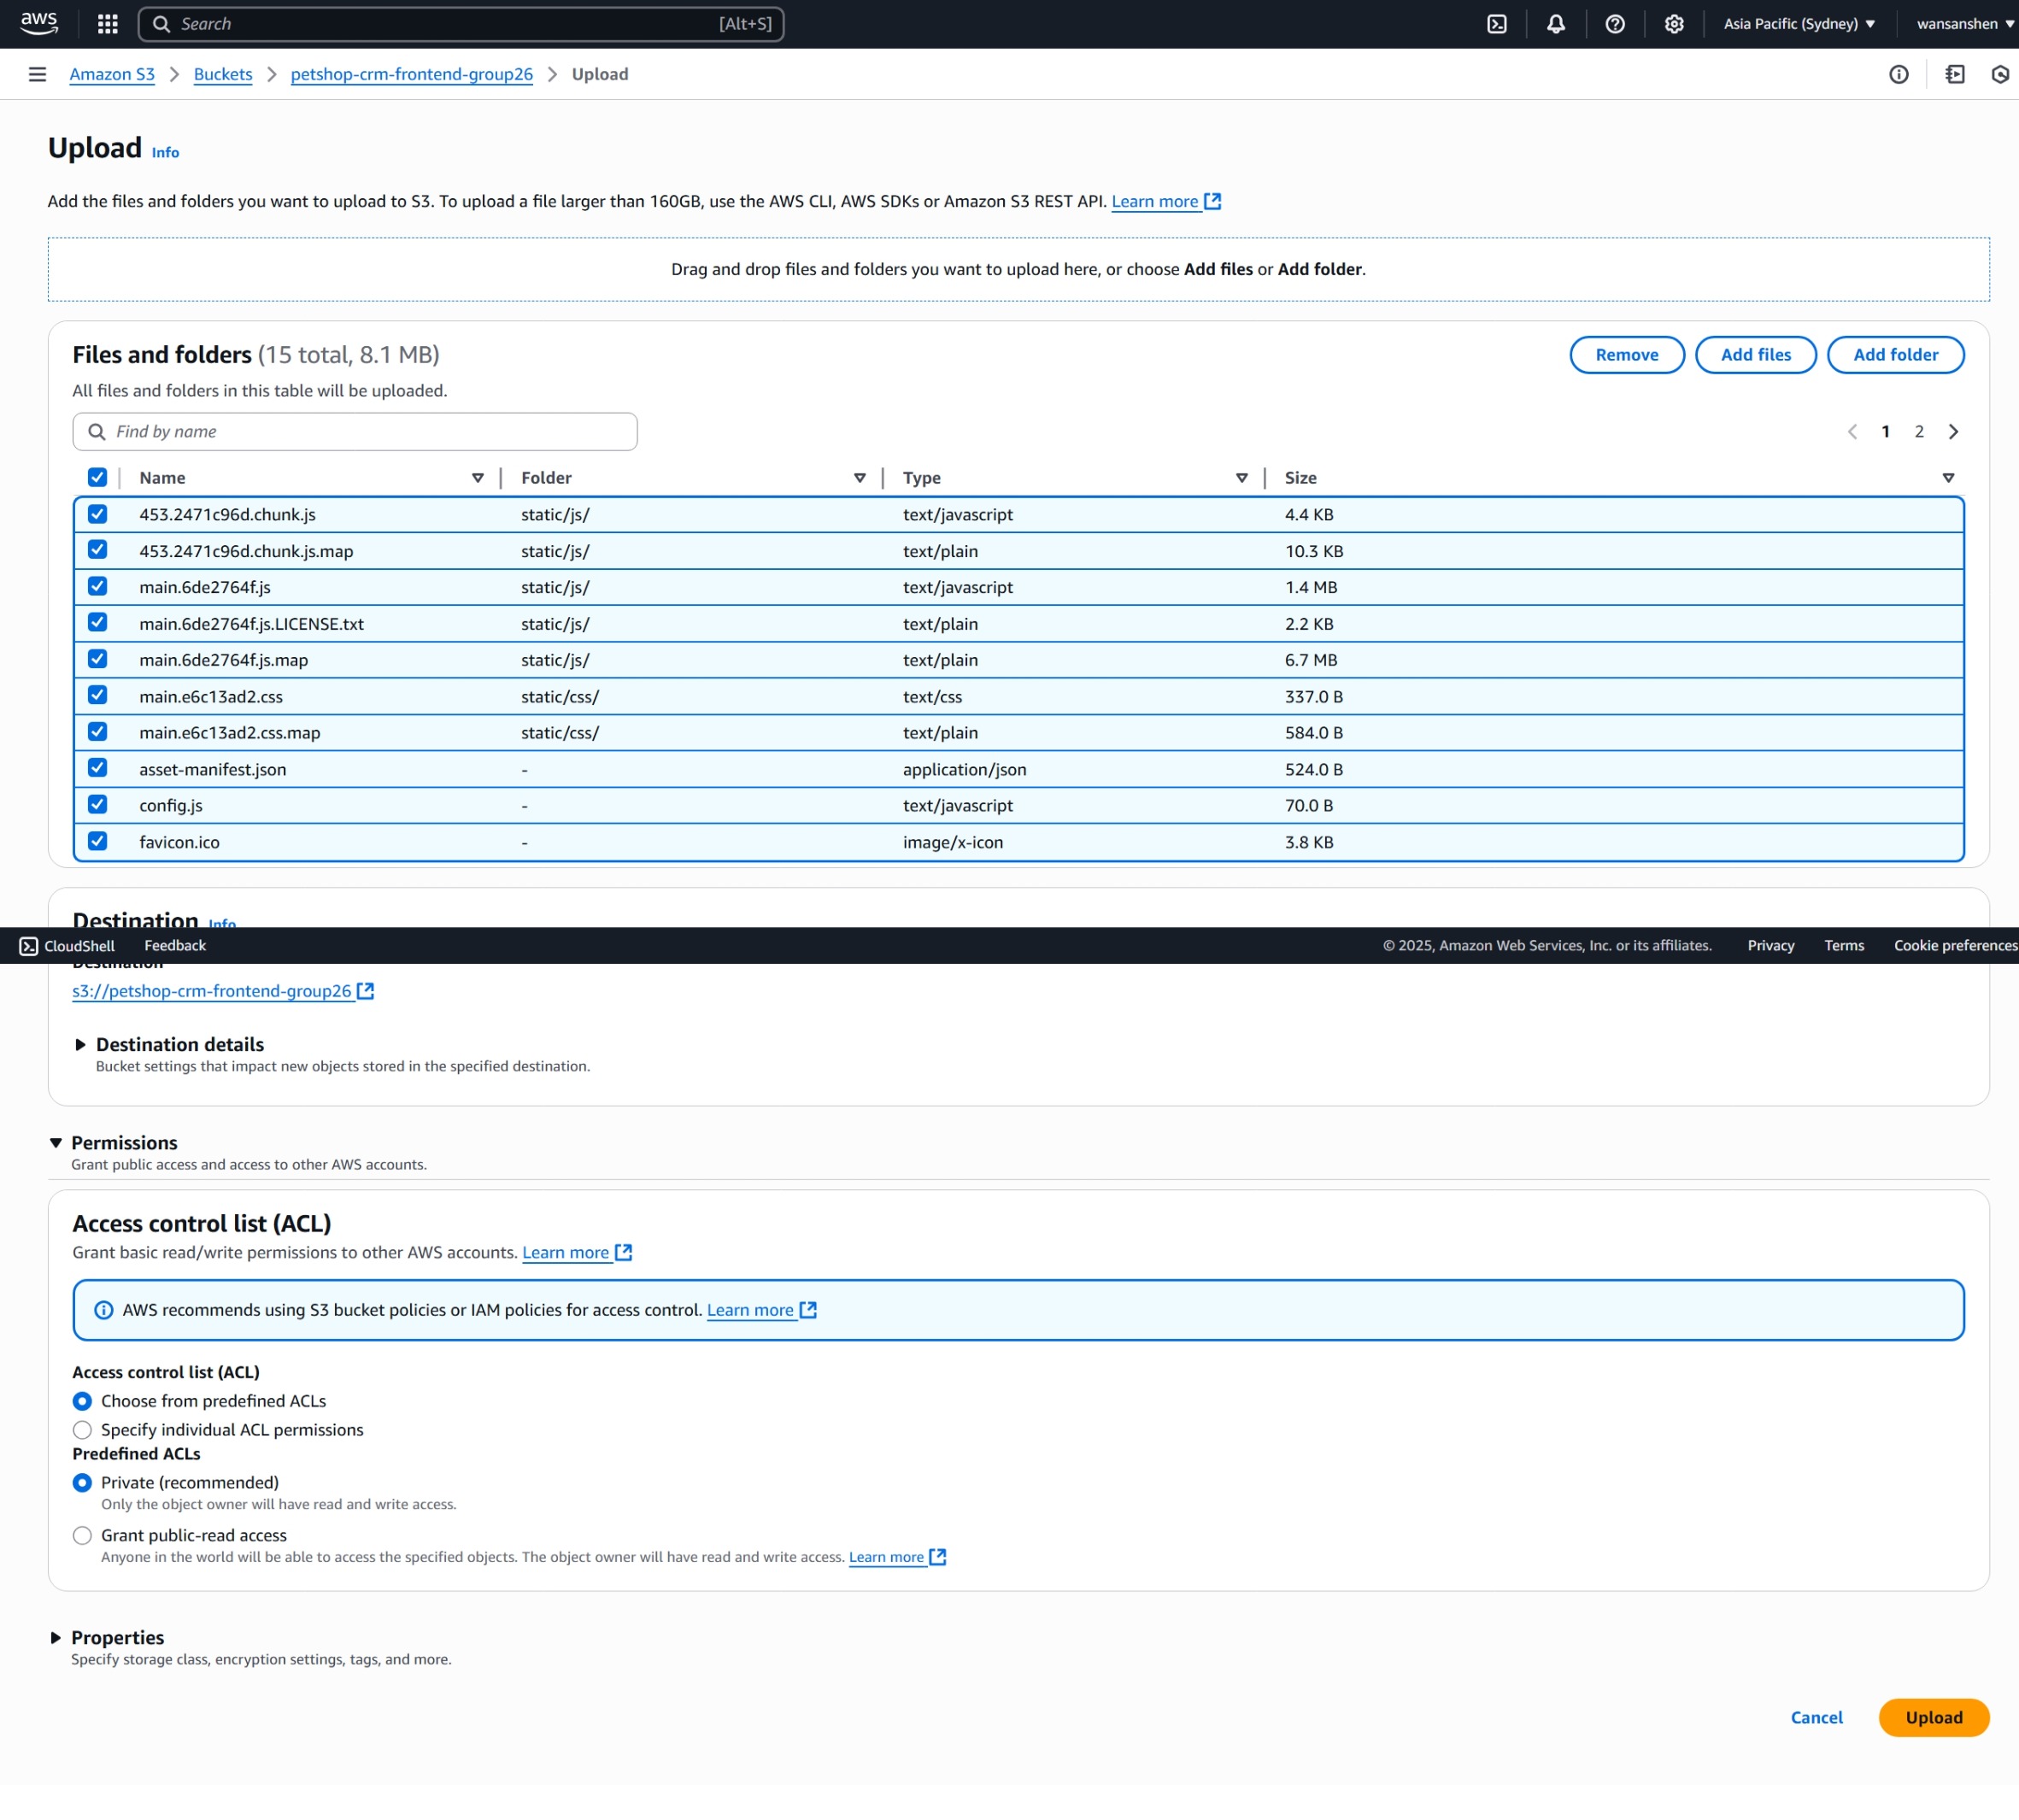 aws Search [Alt+S] Asia Pacific (Sydney) wansanshen
Amazon S3 > Buckets > petshop-crm-frontend-group26 > Upload
Upload Info
Add the files and folders you want to upload to S3. To upload a file larger than 160GB, use the AWS CLI, AWS SDKs or Amazon S3 REST API. Learn more
Drag and drop files and folders you want to upload here, or choose Add files or Add folder.
Files and folders (15 total, 8.1 MB) Remove Add files Add folder
All files and folders in this table will be uploaded.
Find by name 1 2
Name Folder Type Size
453.2471c96d.chunk.js static/js/ text/javascript 4.4 KB
453.2471c96d.chunk.js.map static/js/ text/plain 10.3 KB
main.6de2764f.js static/js/ text/javascript 1.4 MB
main.6de2764f.js.LICENSE.txt static/js/ text/plain 2.2 KB
main.6de2764f.js.map static/js/ text/plain 6.7 MB
main.e6c13ad2.css static/css/ text/css 337.0 B
main.e6c13ad2.css.map static/css/ text/plain 584.0 B
asset-manifest.json - application/json 524.0 B
config.js - text/javascript 70.0 B
favicon.ico - image/x-icon 3.8 KB
Destination Info
CloudShell Feedback © 2025, Amazon Web Services, Inc. or its affiliates. Privacy Terms Cookie preferences
Destination
s3://petshop-crm-frontend-group26
Destination details
Bucket settings that impact new objects stored in the specified destination.
Permissions
Grant public access and access to other AWS accounts.
Access control list (ACL)
Grant basic read/write permissions to other AWS accounts. Learn more
AWS recommends using S3 bucket policies or IAM policies for access control. Learn more
Access control list (ACL)
Choose from predefined ACLs
Specify individual ACL permissions
Predefined ACLs
Private (recommended)
Only the object owner will have read and write access.
Grant public-read access
Anyone in the world will be able to access the specified objects. The object owner will have read and write access. Learn more
Properties
Specify storage class, encryption settings, tags, and more.
Cancel Upload